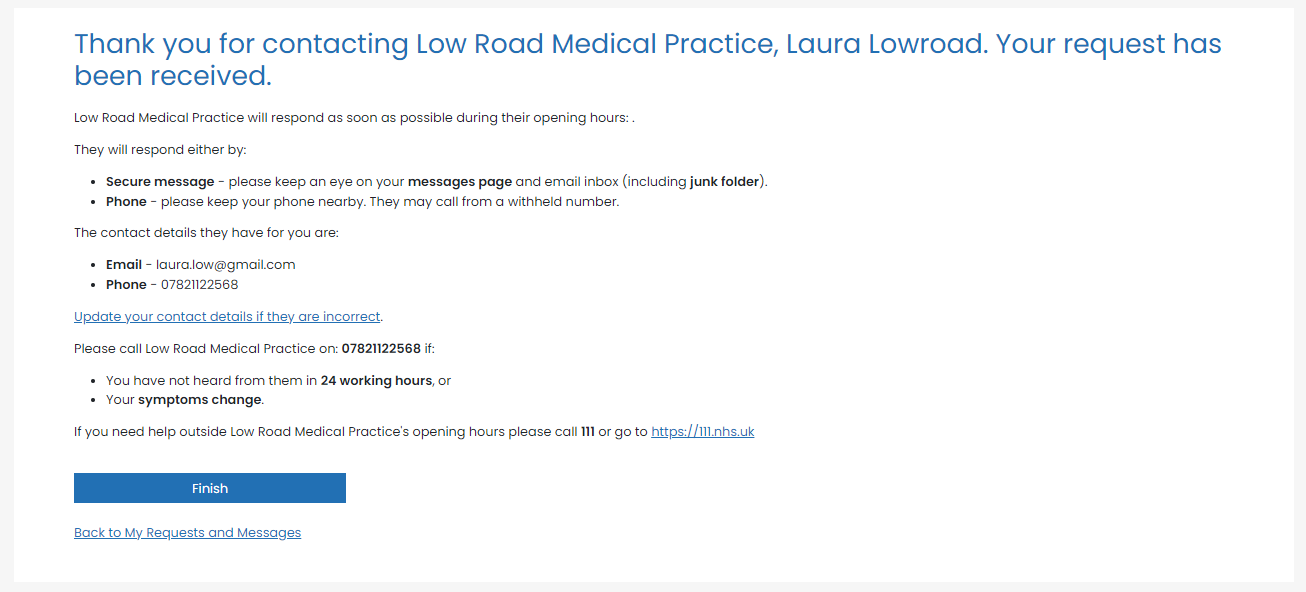 Thank you for contacting Low Road Medical Practice, Laura Lowroad. Your request has
been received.
Low Road Medical Practice will respond as soon as possible during their opening hours: .
They will respond either by:
• Secure message - please keep an eye on your messages page and email inbox (including junk folder).
• Phone - please keep your phone nearby. They may call from a withheld number.
The contact details they have for you are:
• Email - laura.low@gmail.com
• Phone - 07821122568
Update your contact details if they are incorrect.
Please call Low Road Medical Practice on: 07821122568 if:
• You have not heard from them in 24 working hours, or
• Your symptoms change.
If you need help outside Low Road Medical Practice's opening hours please call 111 or go to https://111.nhs.uk
Finish
Back to My Requests and Messages